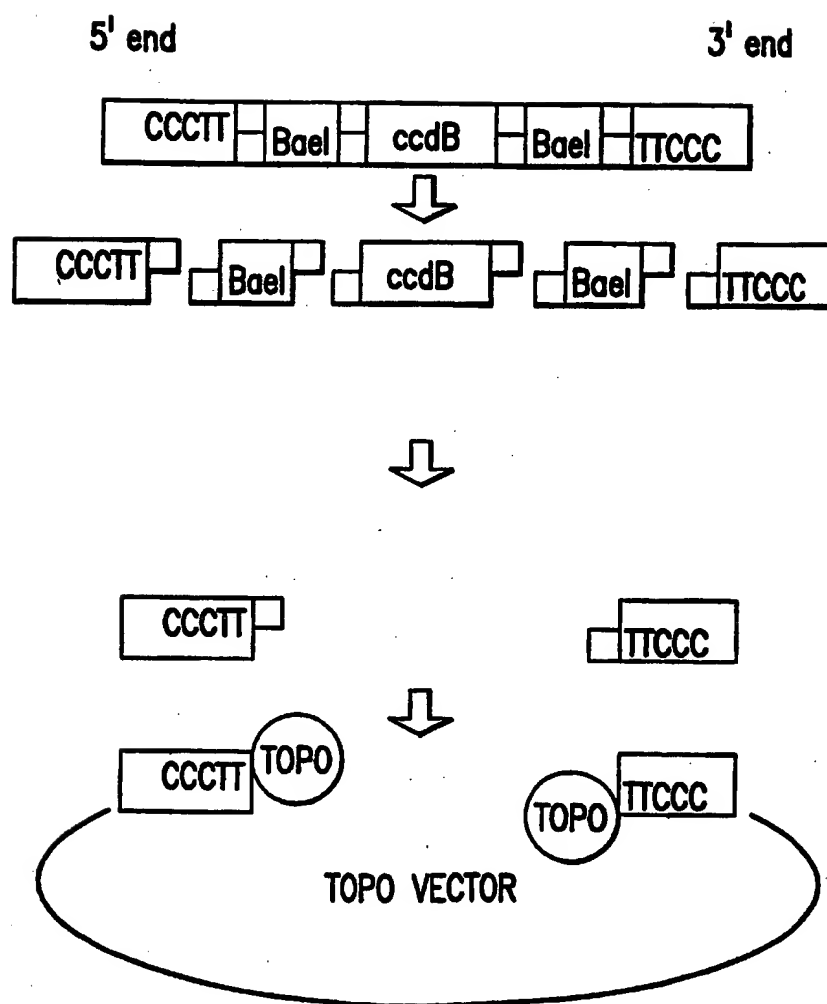 5' end 3' end
CCCTT BaeI ccdB BaeI TTCCC
CCCTT BaeI ccdB BaeI TTCCC
CCCTT TTCCC
CCCTT TOPO TOPO TTCCC
TOPO VECTOR